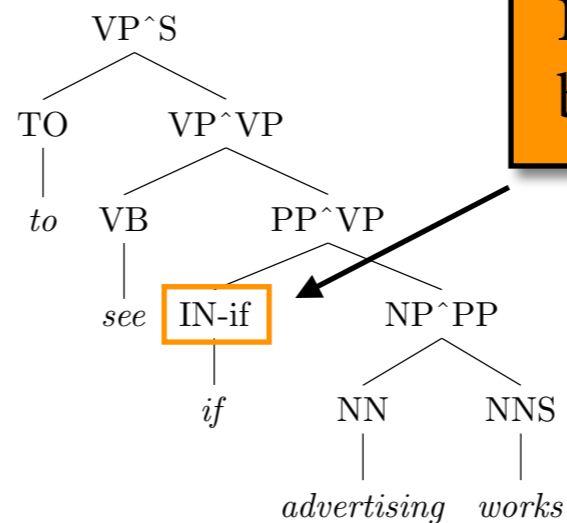 VP^S
TO VP^VP
to VB PP^VP
see IN-if NP^PP
if NN NNS
advertising works